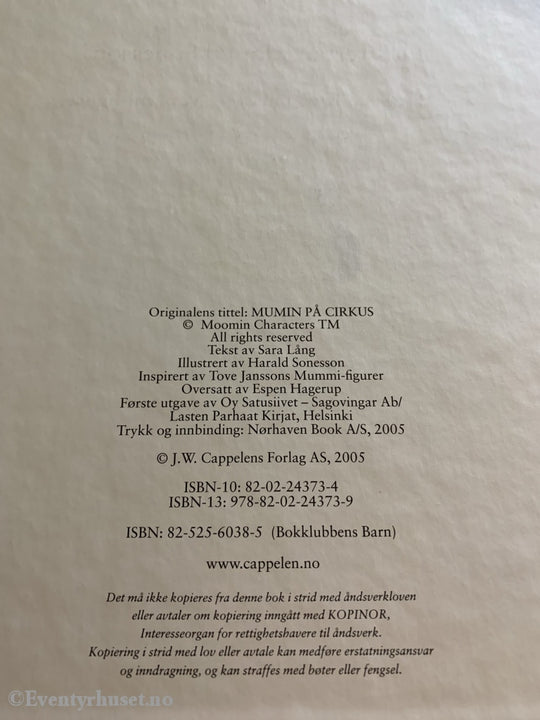 Originalens tittel: MUMIN PÅ CIRKUS
© Moomin Characters TM
All rights reserved
Tekst av Sara Lång
Illustrert av Harald Sonesson
Inspirert av Tove Janssons Mummi-figurer
Oversatt av Espen Hagerup
Første utgave av Oy Satusiivet – Sagovingar Ab/
Lasten Parhaat Kirjat, Helsinki
Trykk og innbinding: Nørhaven Book A/S, 2005
© J.W. Cappelens Forlag AS, 2005
ISBN-10: 82-02-24373-4
ISBN-13: 978-82-02-24373-9
ISBN: 82-525-6038-5 (Bokklubbens Barn)
www.cappelen.no
Det må ikke kopieres fra denne bok i strid med åndsverkloven
eller avtaler om kopiering inngått med KOPINOR,
Interesseorgan for rettighetshavere til åndsverk.
Kopiering i strid med lov eller avtale kan medføre erstatningsansvar
og inndragning, og kan straffes med bøter eller fengsel.
©Eventyrhuset.no